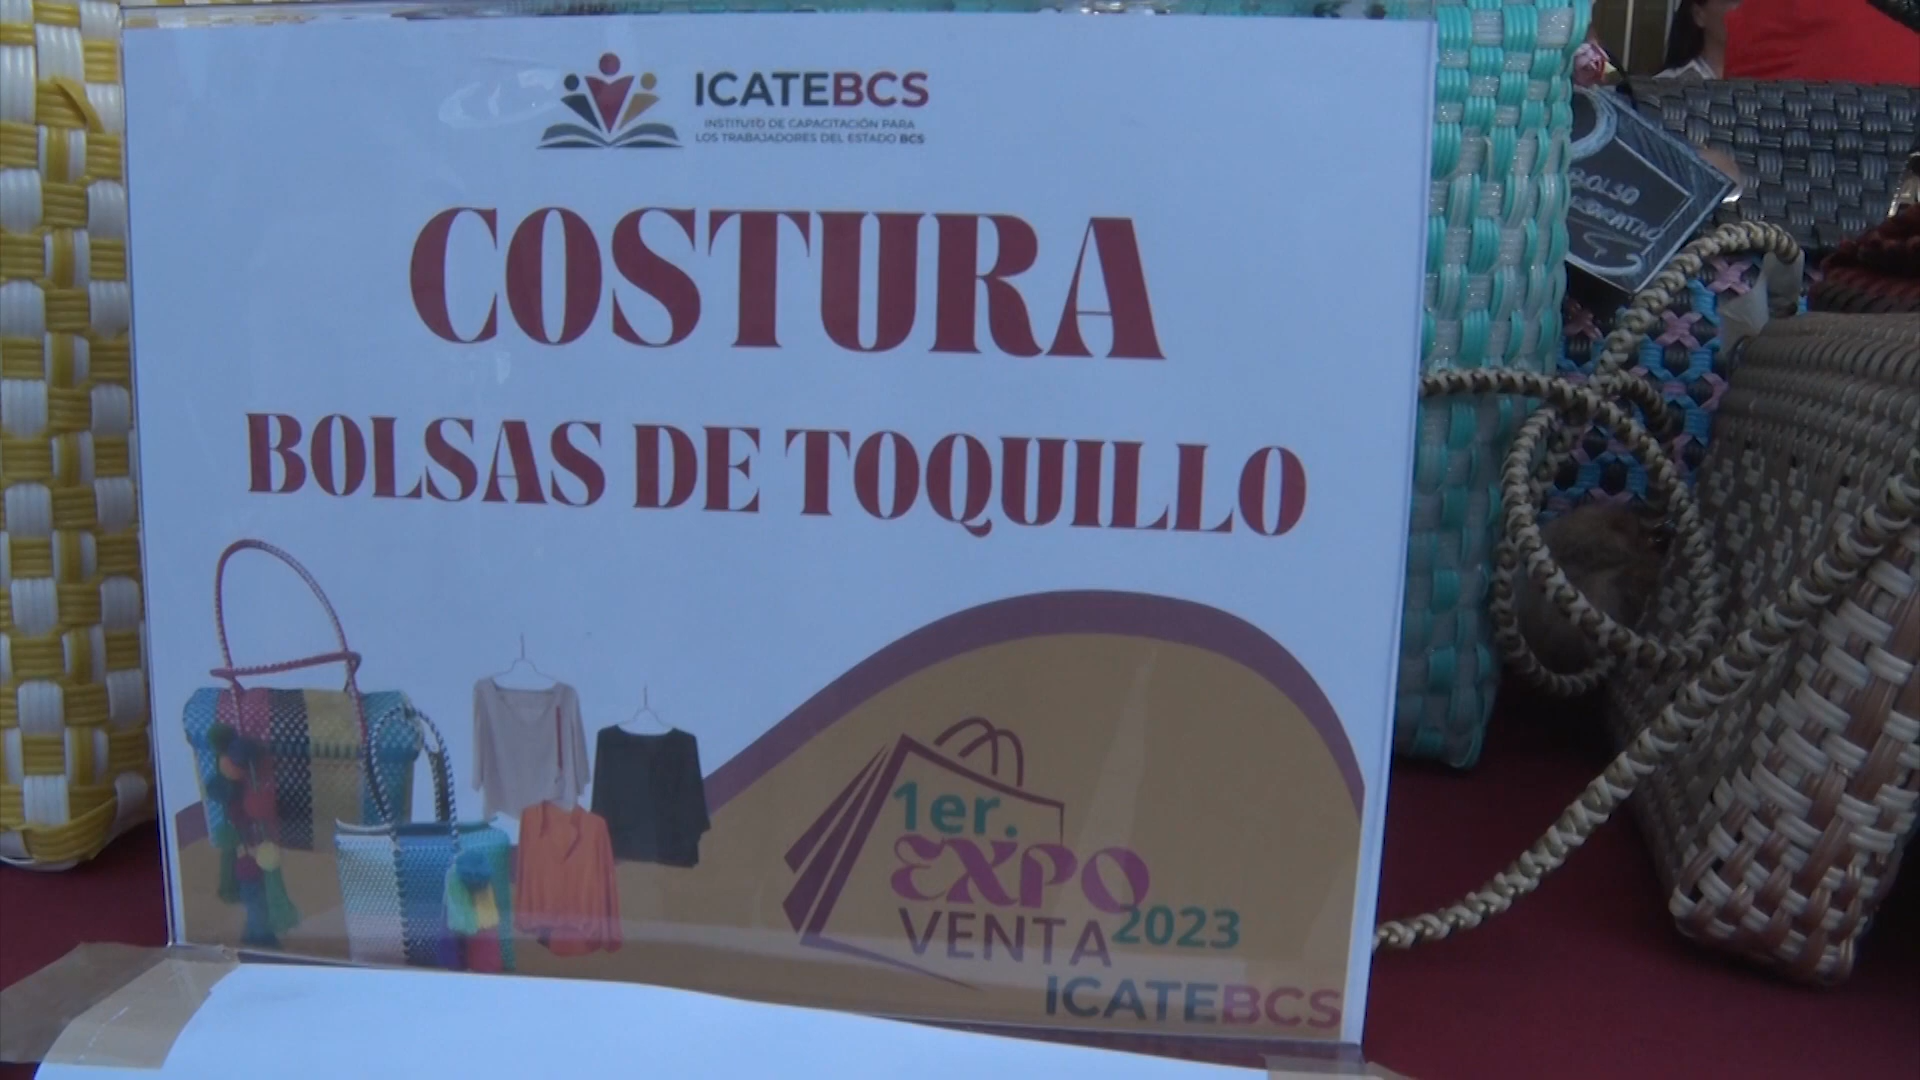 ICATEBCS
INSTITUTO DE CAPACITACIÓN PARA
LOS TRABAJADORES DEL ESTADO BCS
COSTURA
BOLSAS DE TOQUILLO
1er.
EXPO
VENTA 2023
ICATEBCS
BOLSO